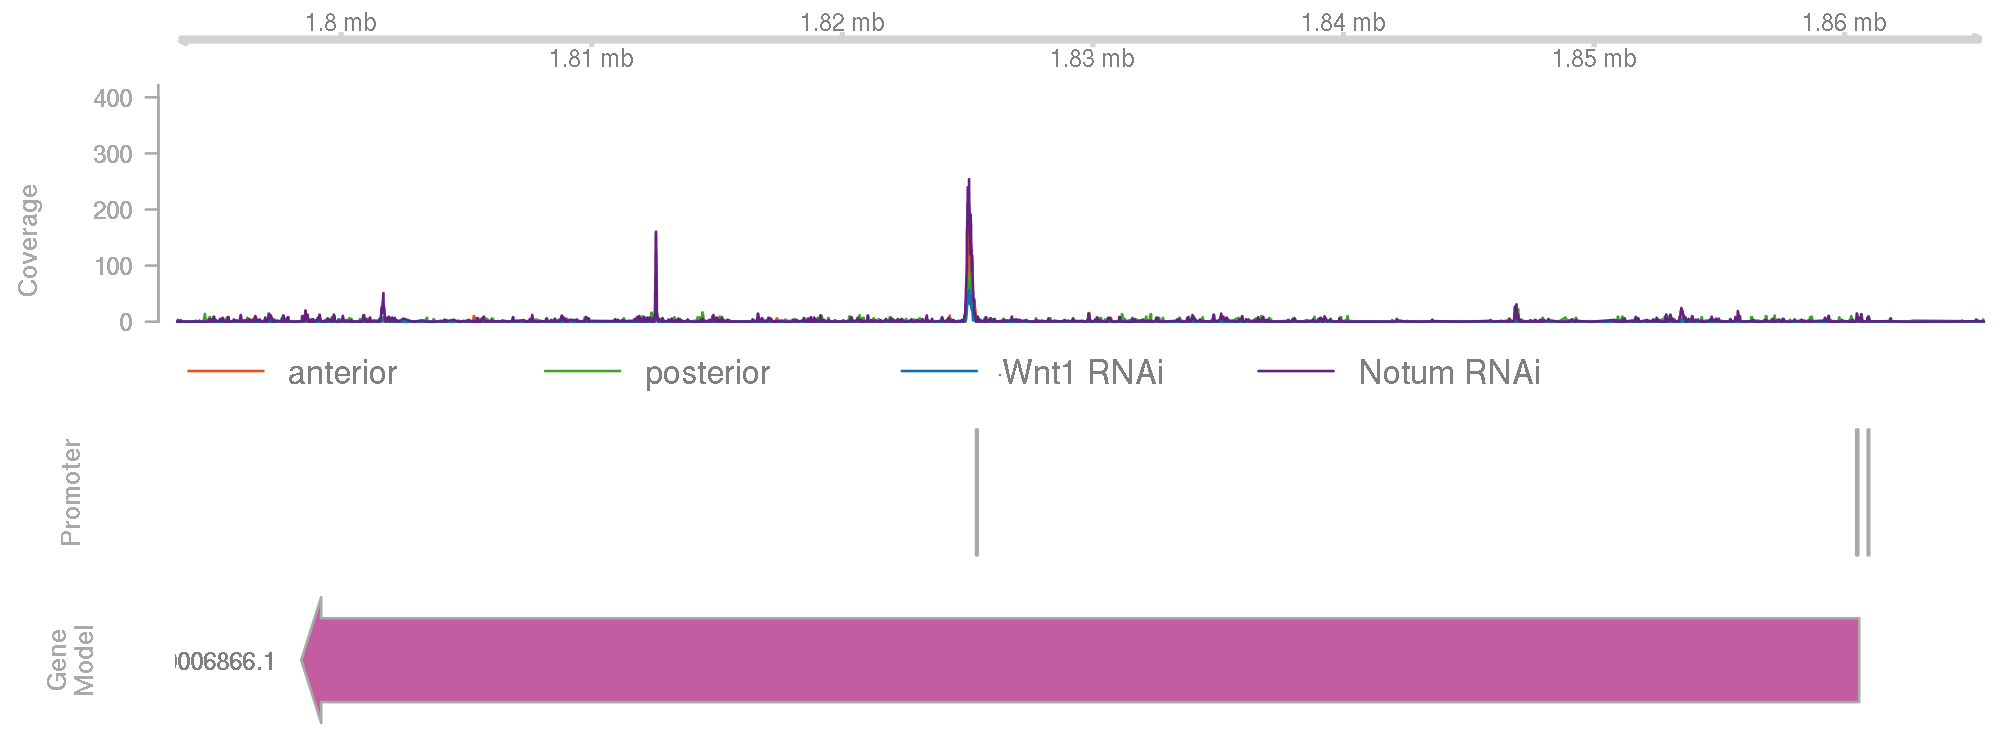 1.8 mb 1.82 mb 1.84 mb 1.86 mb
1.81 mb 1.83 mb 1.85 mb
Coverage
400
300
200
100
0
anterior posterior Wnt1 RNAi Notum RNAi
Promoter
Gene
Model
006866.1